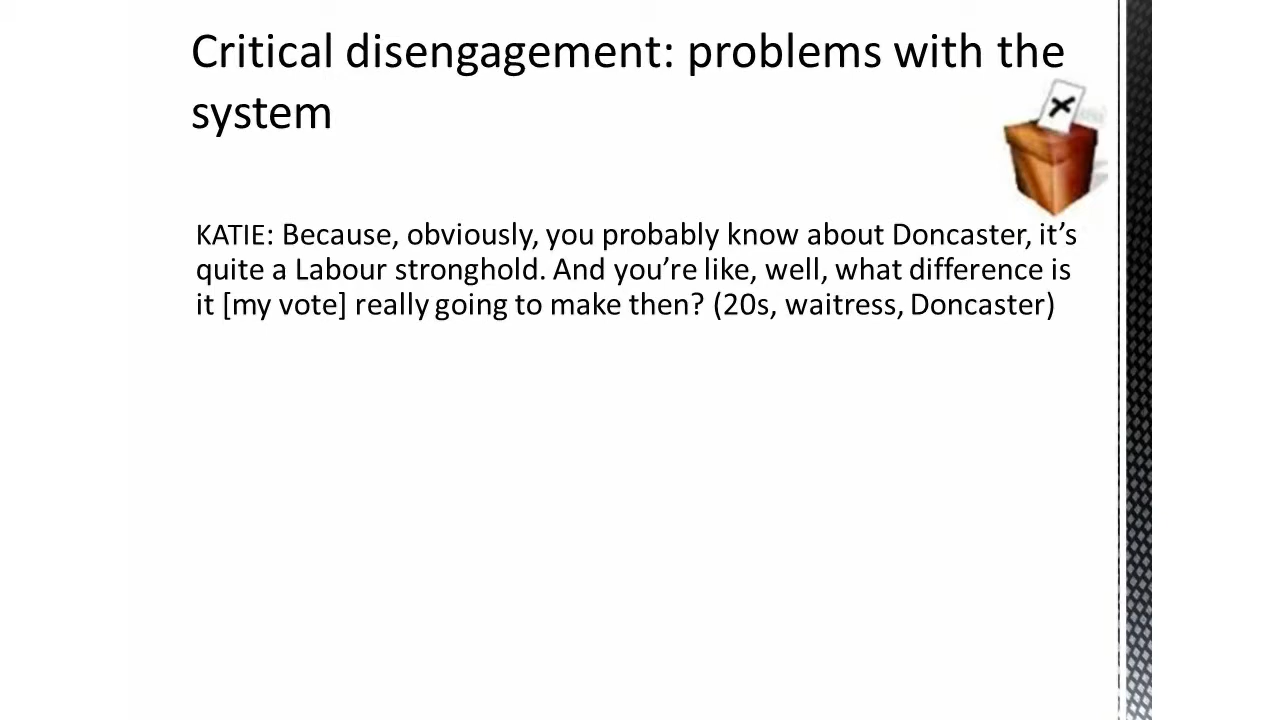 Critical disengagement: problems with the
system
KATIE: Because, obviously, you probably know about Doncaster, it’s
quite a Labour stronghold. And you’re like, well, what difference is
it [my vote] really going to make then? (20s, waitress, Doncaster)